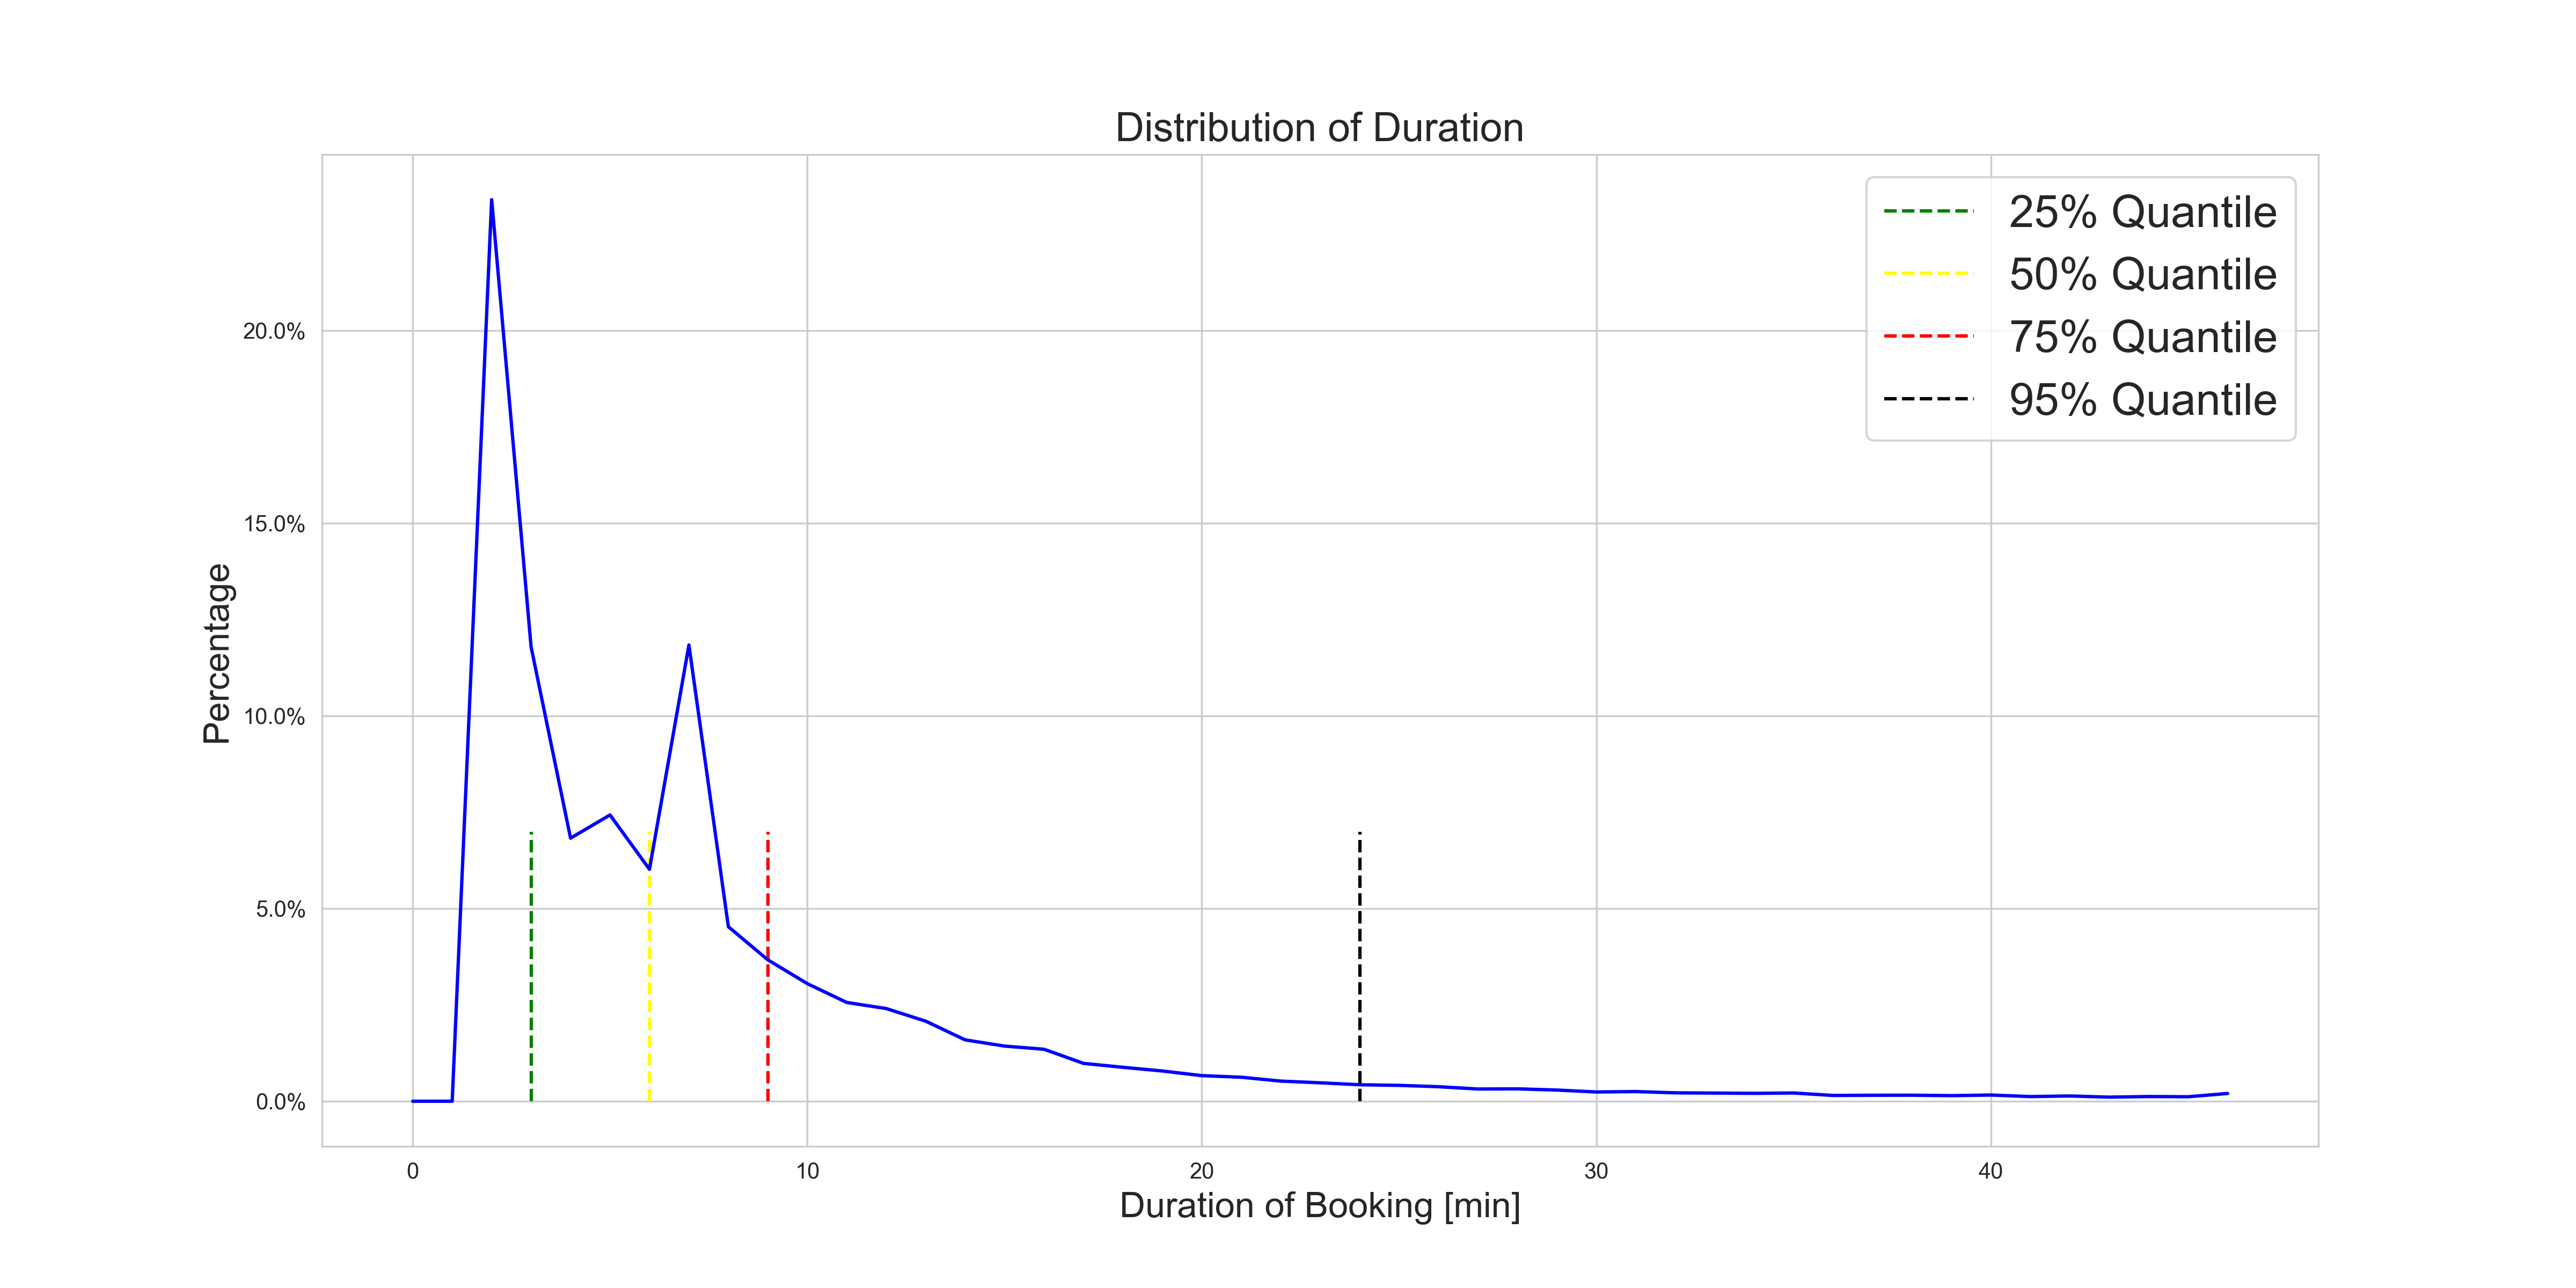 Distribution of Duration
25% Quantile
50% Quantile
75% Quantile
95% Quantile
20.0%
15.0%
10.0%
5.0%
0.0%
Percentage
0 10 20 30 40
Duration of Booking [min]